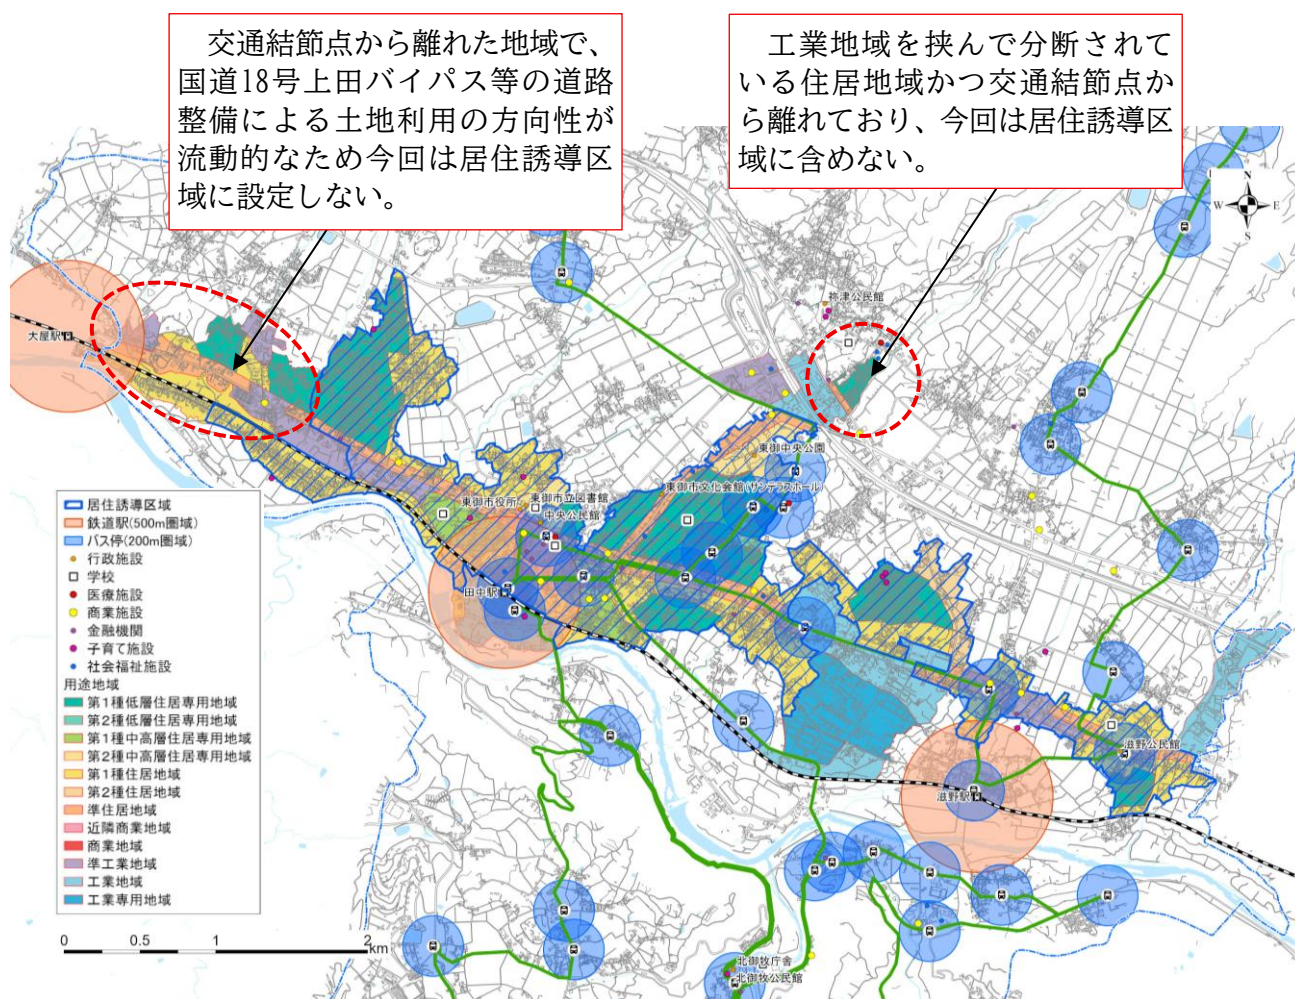 交通結節点から離れた地域で、
国道18号上田バイパス等の道路
整備による土地利用の方向性が
流動的なため今回は居住誘導区
域に設定しない。
工業地域を挟んで分断されて
いる住居地域かつ交通結節点か
ら離れており、今回は居住誘導区
域に含めない。
N
W
E
S
祢津公民館
大屋駅
東御中央公園
東御市文化会館(サンテラスホール)
東御市役所
東御市立図書館
中央公民館
田中駅
滋野公民館
滋野駅
北御牧庁舎
北御牧公民館
居住誘導区域
鉄道駅(500m圏域)
バス停(200m圏域)
行政施設
学校
医療施設
商業施設
金融機関
子育て施設
社会福祉施設
用途地域
第1種低層住居専用地域
第2種低層住居専用地域
第1種中高層住居専用地域
第2種中高層住居専用地域
第1種住居地域
第2種住居地域
準住居地域
近隣商業地域
商業地域
準工業地域
工業地域
工業専用地域
0 0.5 1 2
km